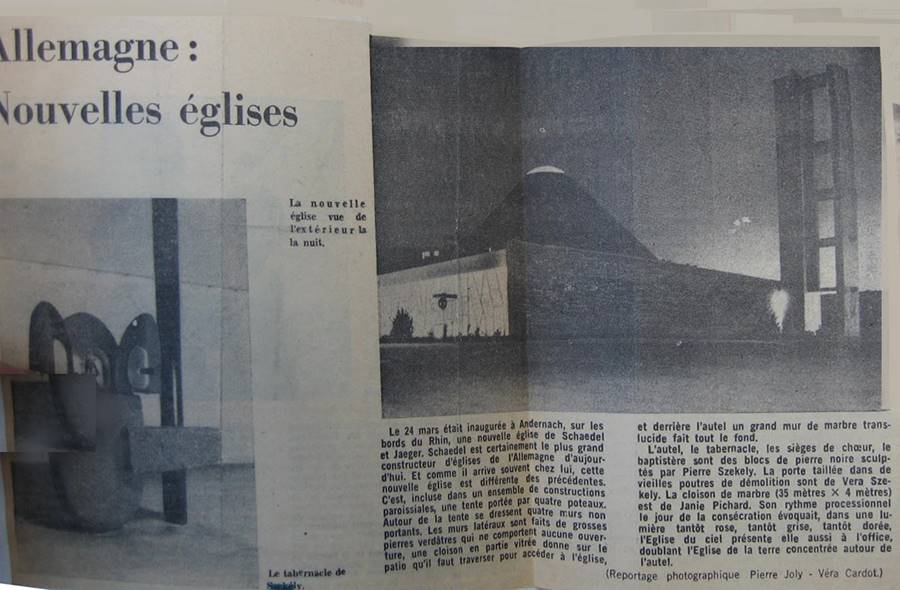 Allemagne :
Nouvelles églises
La nouvelle
église vue de
l'extérieur la
la nuit.
Le tabernacle de
Szekély.
Le 24 mars était inaugurée à Andernach, sur les
bords du Rhin, une nouvelle église de Schaedel
et Jaeger. Schaedel est certainement le plus grand
constructeur d'églises de l'Allemagne d'aujour-
d'hui. Et comme il arrive souvent chez lui, cette
nouvelle église est différente des précédentes.
C'est, incluse dans un ensemble de constructions
paroissiales, une tente portée par quatre poteaux.
Autour de la tente se dressent quatre murs non
portants. Les murs latéraux sont faits de grosses
pierres verdâtres qui ne comportent aucune ouver-
ture, une cloison en partie vitrée donne sur le
patio qu'il faut traverser pour accéder à l'église,
et derrière l'autel un grand mur de marbre trans-
lucide fait tout le fond.
L'autel, le tabernacle, les sièges de chœur, le
baptistère sont des blocs de pierre noire sculp-
tés par Pierre Szekely. La porte taillée dans de
vieilles poutres de démolition sont de Vera Sze-
kely. La cloison de marbre (35 mètres × 4 mètres)
est de Janie Pichard. Son rythme processionnel
le jour de la consécration évoquait, dans une lu-
mière tantôt rose, tantôt grise, tantôt dorée,
l'Eglise du ciel présente elle aussi à l'office,
doublant l'Eglise de la terre concentrée autour de
l'autel.
(Reportage photographique Pierre Joly - Véra Cardot.)